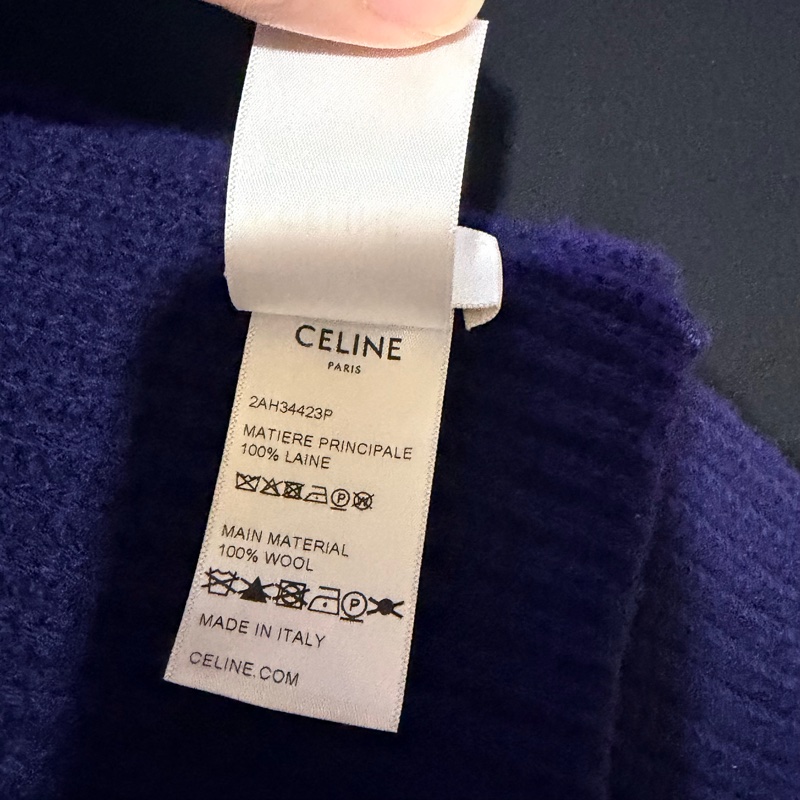 CELINE
PARIS
2AH34423P
MATIERE PRINCIPALE
100% LAINE
MAIN MATERIAL
100% WOOL
MADE IN ITALY
CELINE.COM